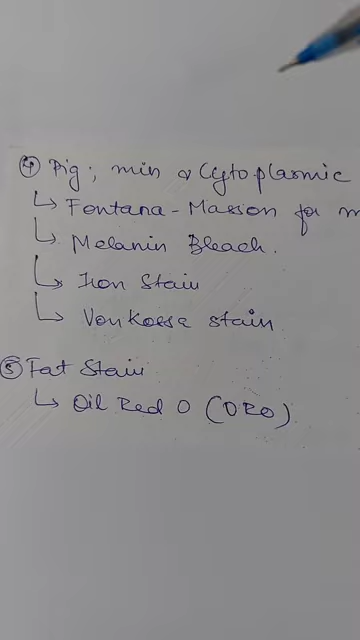 ④ Pig; min & Cytoplasmic
↳ Fontana-Masson for m
↳ Melanin Bleach.
↳ Iron Stain
↳ Von Kossa stain
⑤ Fat Stain
↳ Oil Red O (ORO)